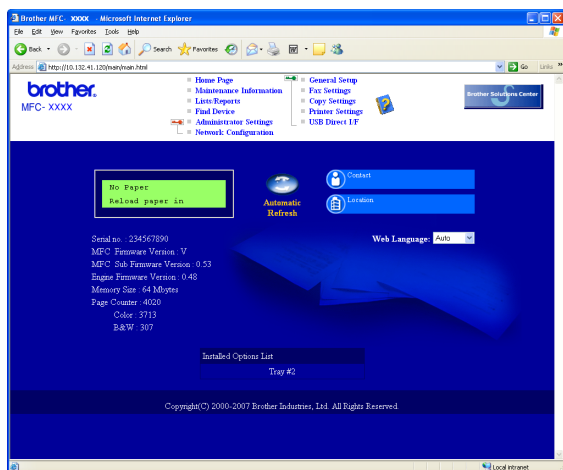 Brother MFC- XXXX - Microsoft Internet Explorer
File Edit View Favorites Tools Help
Back Search Favorites
Address http://10.132.41.120/main/main.html Go Links »
brother.
MFC- XXXX
Home Page
Maintenance Information
Lists/Reports
Find Device
Administrator Settings
Network Configuration
General Setup
Fax Settings
Copy Settings
Printer Settings
USB Direct I/F
Brother Solutions Center
No Paper
Reload paper in
Automatic
Refresh
Contact
Location
Serial no. : 234567890
MFC Firmware Version : V
MFC Sub Firmware Version : 0.53
Engine Firmware Version : 0.48
Memory Size : 64 Mbytes
Page Counter : 4020
Color : 3713
B&W : 307
Web Language: Auto
Installed Options List
Tray #2
Copyright(C) 2000-2007 Brother Industries, Ltd. All Rights Reserved.
Local intranet